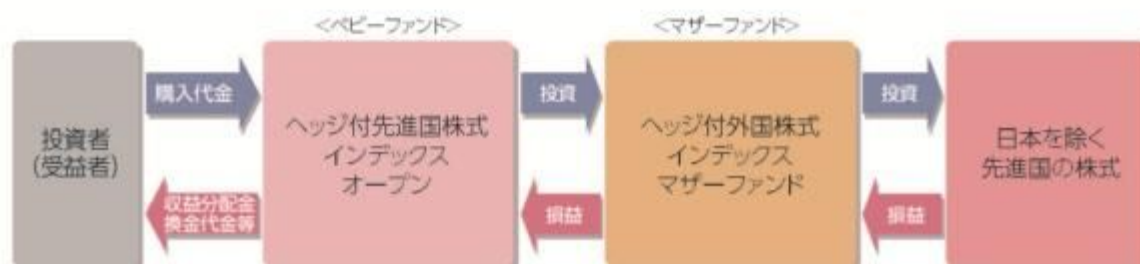 <ベビーファンド>
<マザーファンド>
投資者
(受益者)
購入代金
収益分配金
換金代金等
ヘッジ付先進国株式
インデックス
オープン
投資
損益
ヘッジ付外国株式
インデックス
マザーファンド
投資
損益
日本を除く
先進国の株式